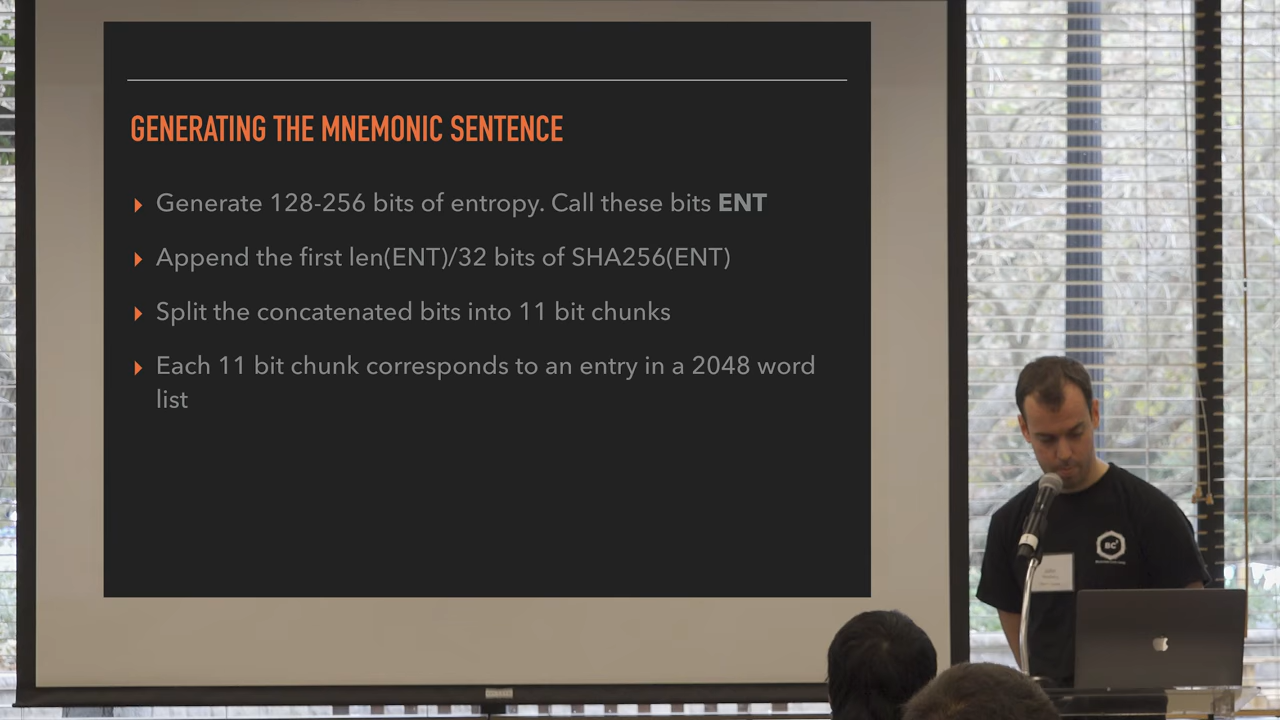 GENERATING THE MNEMONIC SENTENCE
Generate 128-256 bits of entropy. Call these bits ENT
Append the first len(ENT)/32 bits of SHA256(ENT)
Split the concatenated bits into 11 bit chunks
Each 11 bit chunk corresponds to an entry in a 2048 word
list
BC